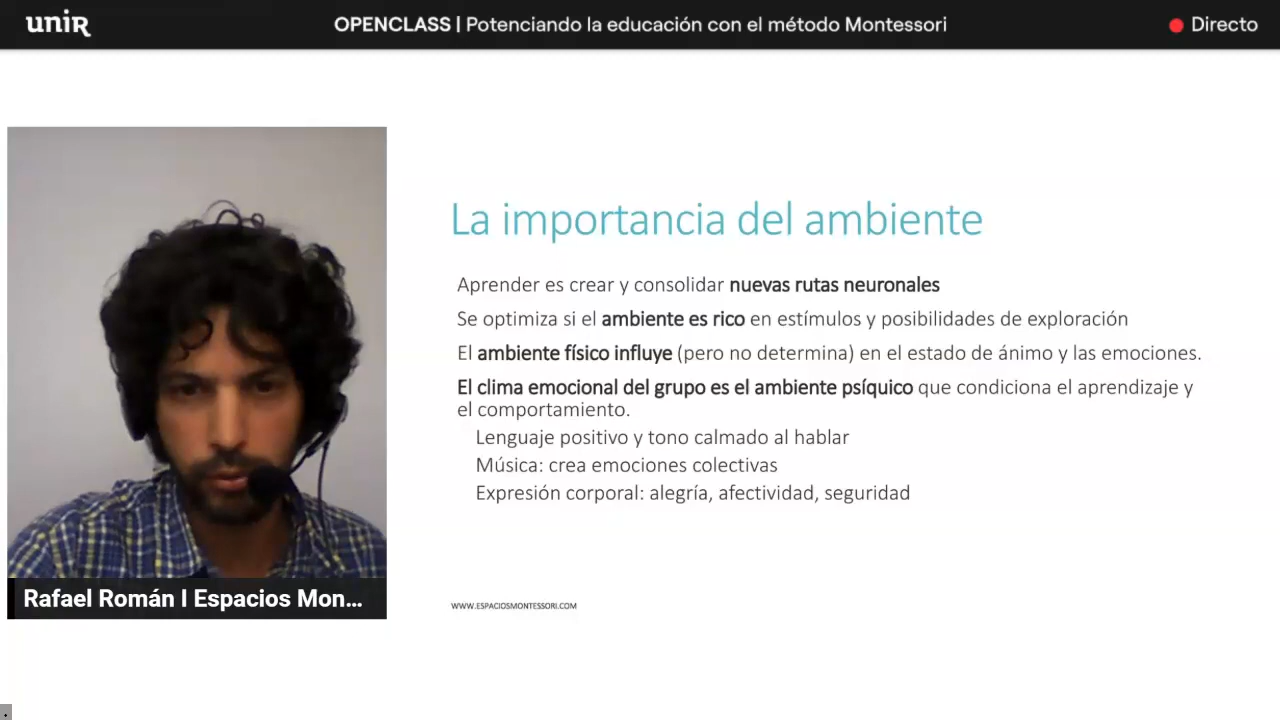 unir
OPENCLASS | Potenciando la educación con el método Montessori
Directo
La importancia del ambiente
Aprender es crear y consolidar nuevas rutas neuronales
Se optimiza si el ambiente es rico en estímulos y posibilidades de exploración
El ambiente físico influye (pero no determina) en el estado de ánimo y las emociones.
El clima emocional del grupo es el ambiente psíquico que condiciona el aprendizaje y
el comportamiento.
Lenguaje positivo y tono calmado al hablar
Música: crea emociones colectivas
Expresión corporal: alegría, afectividad, seguridad
Rafael Román I Espacios Mon...
WWW.ESPACIOSMONTESSORI.COM
.